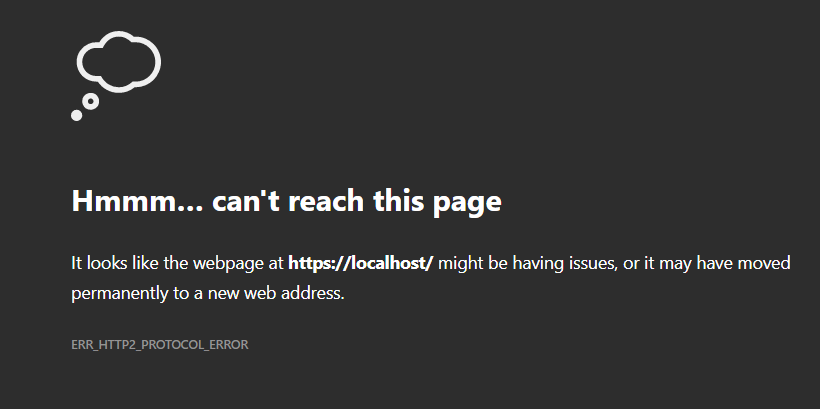 Hmmm… can't reach this page
It looks like the webpage at https://localhost/ might be having issues, or it may have moved
permanently to a new web address.
ERR_HTTP2_PROTOCOL_ERROR